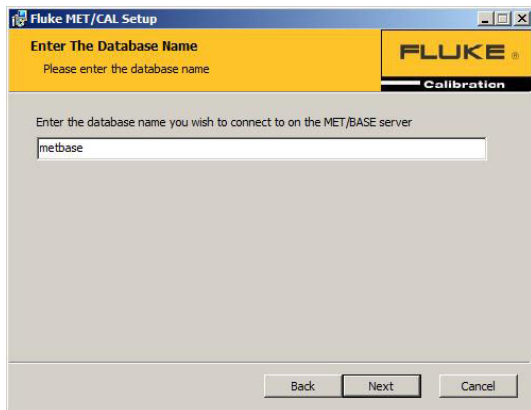 Fluke MET/CAL Setup
Enter The Database Name
Please enter the database name
FLUKE ®
Calibration
Enter the database name you wish to connect to on the MET/BASE server
metbase
Back
Next
Cancel